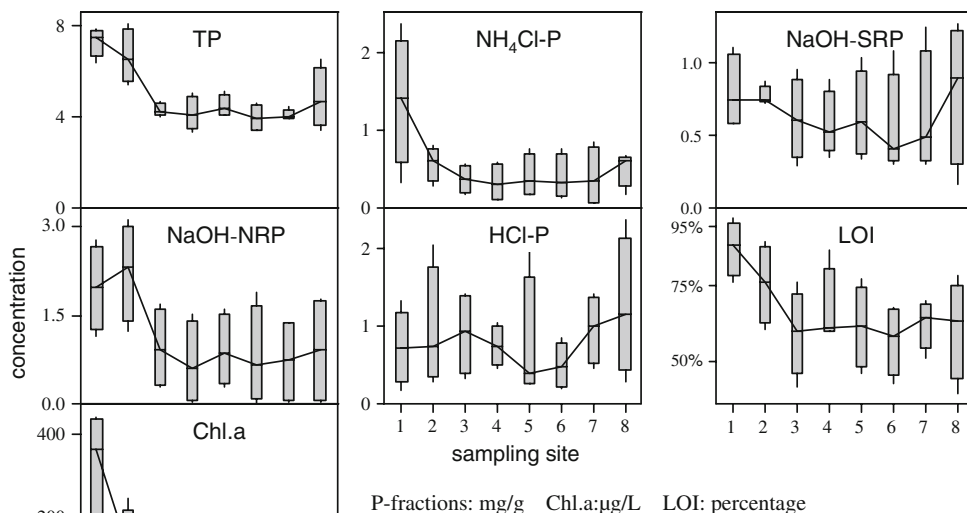 TP
8
4
0
NH₄Cl-P
2
1
0
NaOH-SRP
1.0
0.5
0.0
concentration
NaOH-NRP
3.0
1.5
0.0
HCl-P
2
1
0
1 2 3 4 5 6 7 8
sampling site
LOI
95%
75%
50%
1 2 3 4 5 6 7 8
Chl.a
400
200
P-fractions: mg/g Chl.a:µg/L LOI: percentage